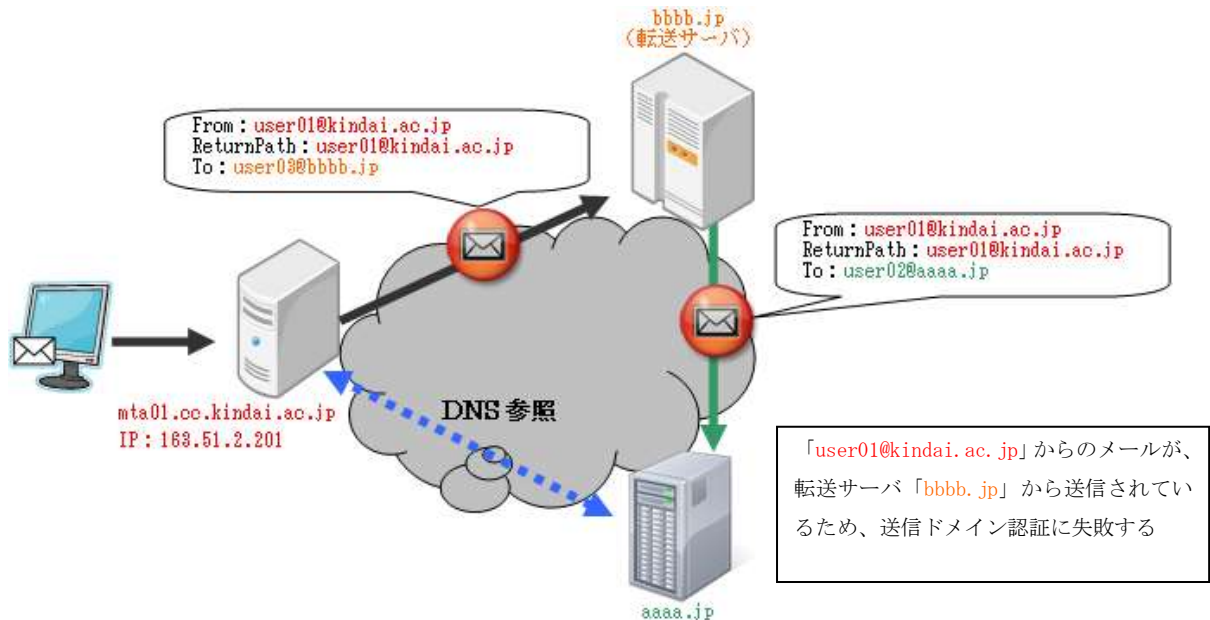 bbbb.jp
(転送サーバ)
From：user01@kindai.ac.jp
ReturnPath：user01@kindai.ac.jp
To：user03@bbbb.jp
From：user01@kindai.ac.jp
ReturnPath：user01@kindai.ac.jp
To：user02@aaaa.jp
mta01.cc.kindai.ac.jp
IP：163.51.2.201
DNS 参照
「user01@kindai.ac.jp」からのメールが、
転送サーバ「bbbb.jp」から送信されてい
るため、送信ドメイン認証に失敗する
aaaa.jp